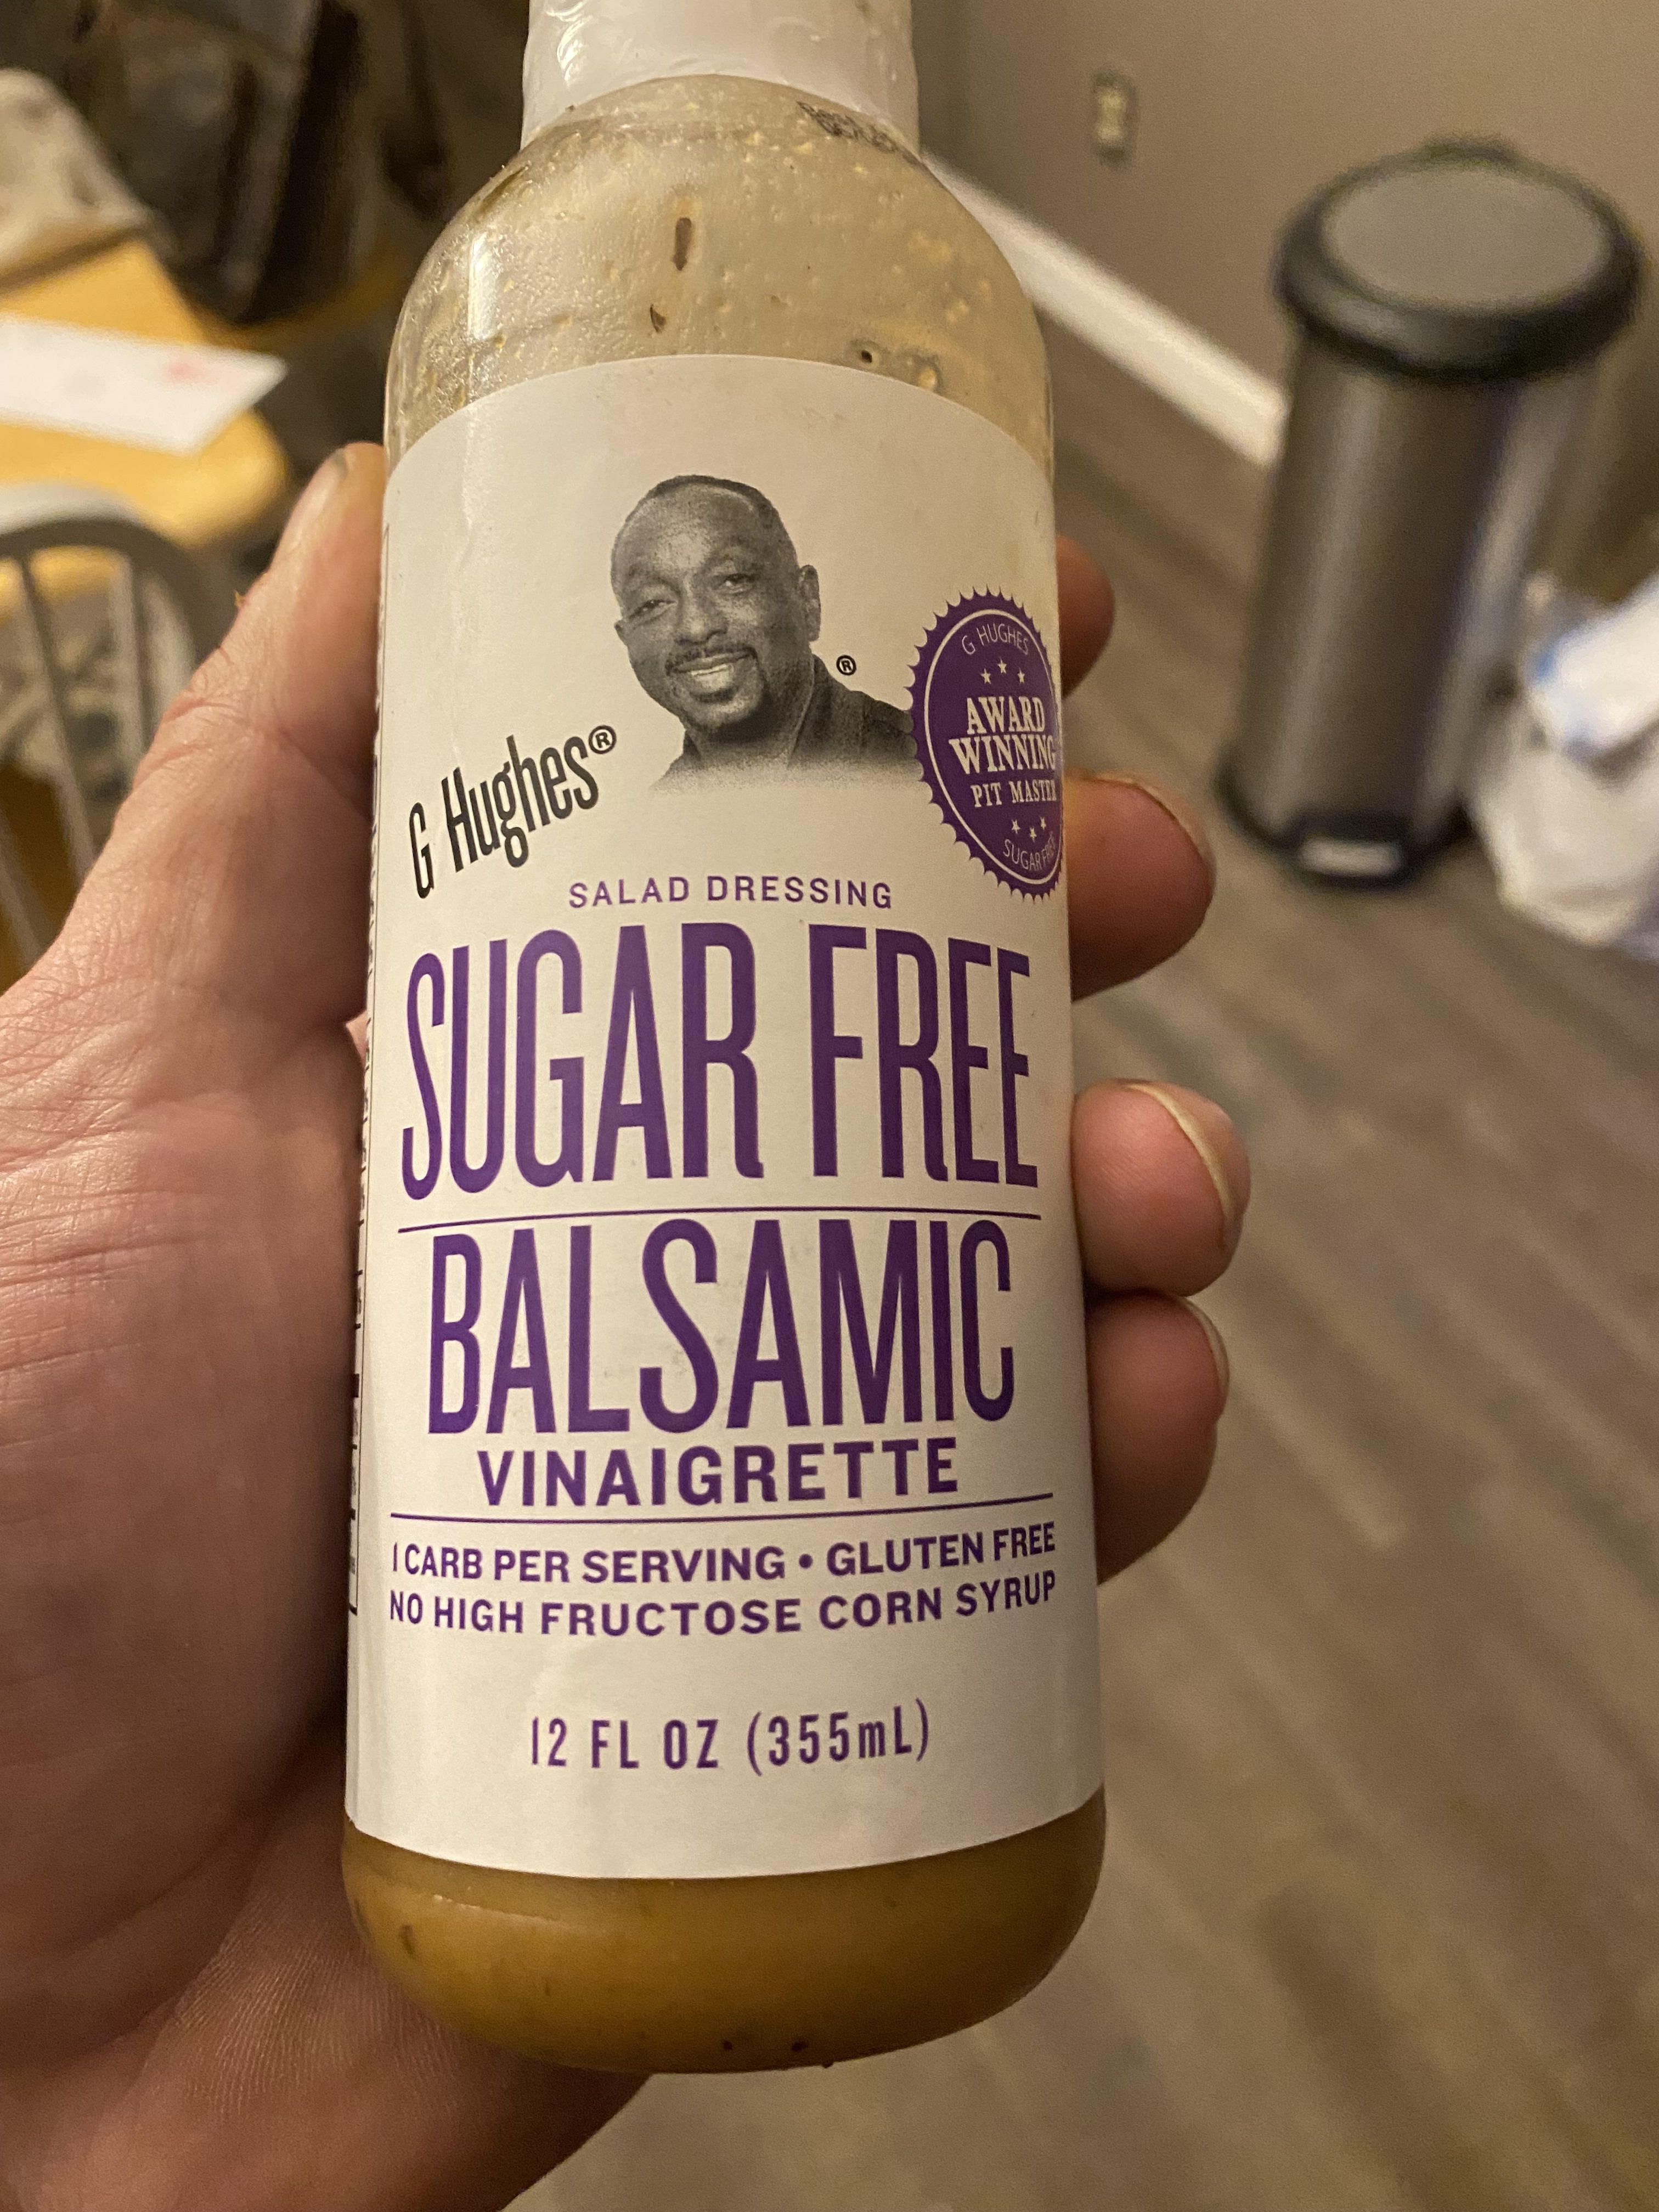 G Hughes®
®
G HUGHES
AWARD
WINNING
PIT MASTER
SUGAR FREE
SALAD DRESSING
SUGAR FREE
BALSAMIC
VINAIGRETTE
1 CARB PER SERVING • GLUTEN FREE
NO HIGH FRUCTOSE CORN SYRUP
12 FL OZ (355mL)